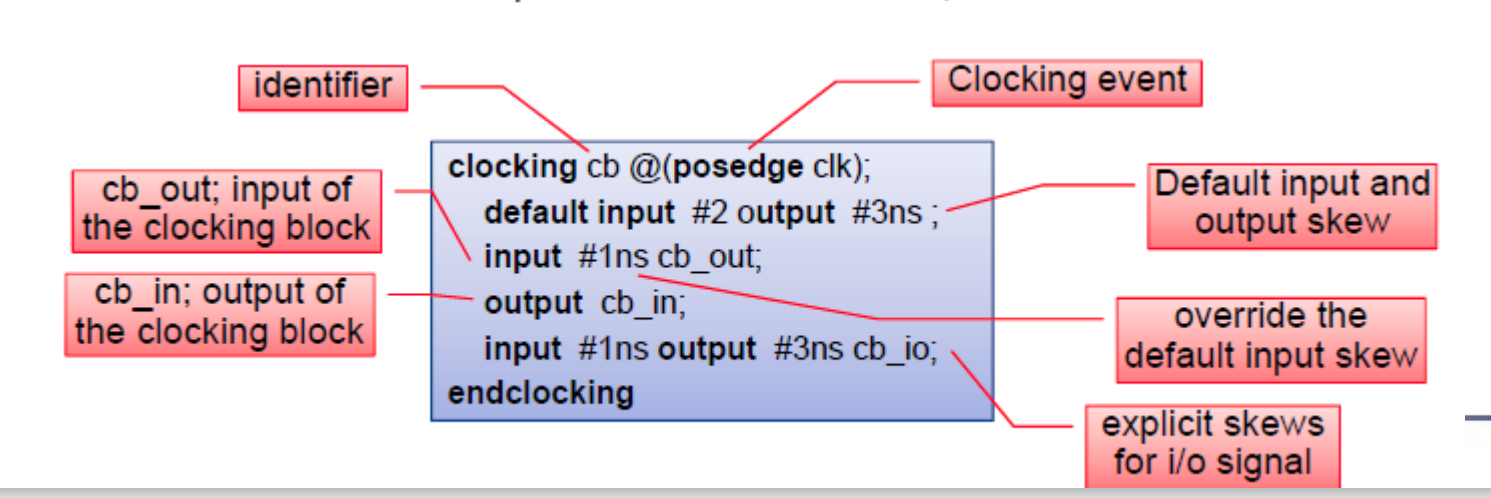 identifier
Clocking event
clocking cb @(posedge clk);
default input #2 output #3ns ;
input #1ns cb_out;
output cb_in;
input #1ns output #3ns cb_io;
endclocking
cb_out; input of
the clocking block
cb_in; output of
the clocking block
Default input and
output skew
override the
default input skew
explicit skews
for i/o signal